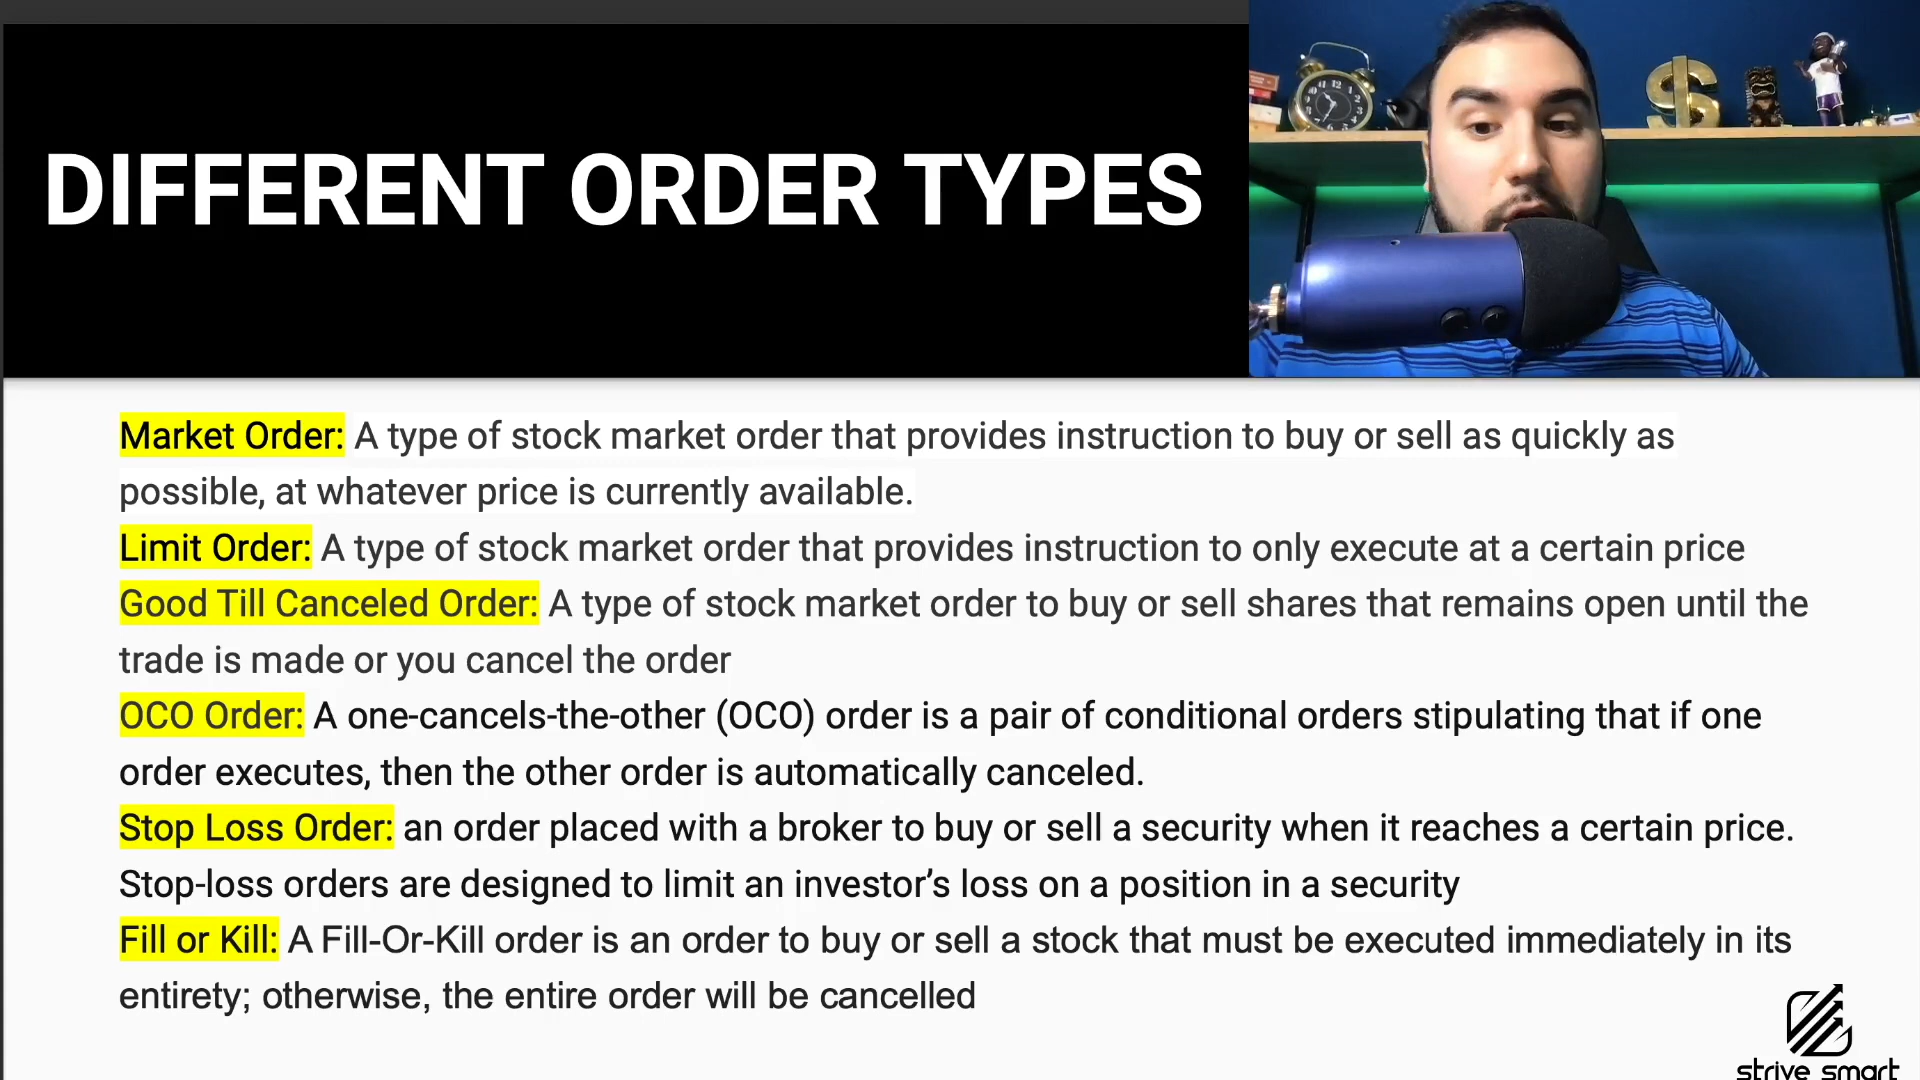 DIFFERENT ORDER TYPES
Market Order: A type of stock market order that provides instruction to buy or sell as quickly as
possible, at whatever price is currently available.
Limit Order: A type of stock market order that provides instruction to only execute at a certain price
Good Till Canceled Order: A type of stock market order to buy or sell shares that remains open until the
trade is made or you cancel the order
OCO Order: A one-cancels-the-other (OCO) order is a pair of conditional orders stipulating that if one
order executes, then the other order is automatically canceled.
Stop Loss Order: an order placed with a broker to buy or sell a security when it reaches a certain price.
Stop-loss orders are designed to limit an investor’s loss on a position in a security
Fill or Kill: A Fill-Or-Kill order is an order to buy or sell a stock that must be executed immediately in its
entirety; otherwise, the entire order will be cancelled
strive smart